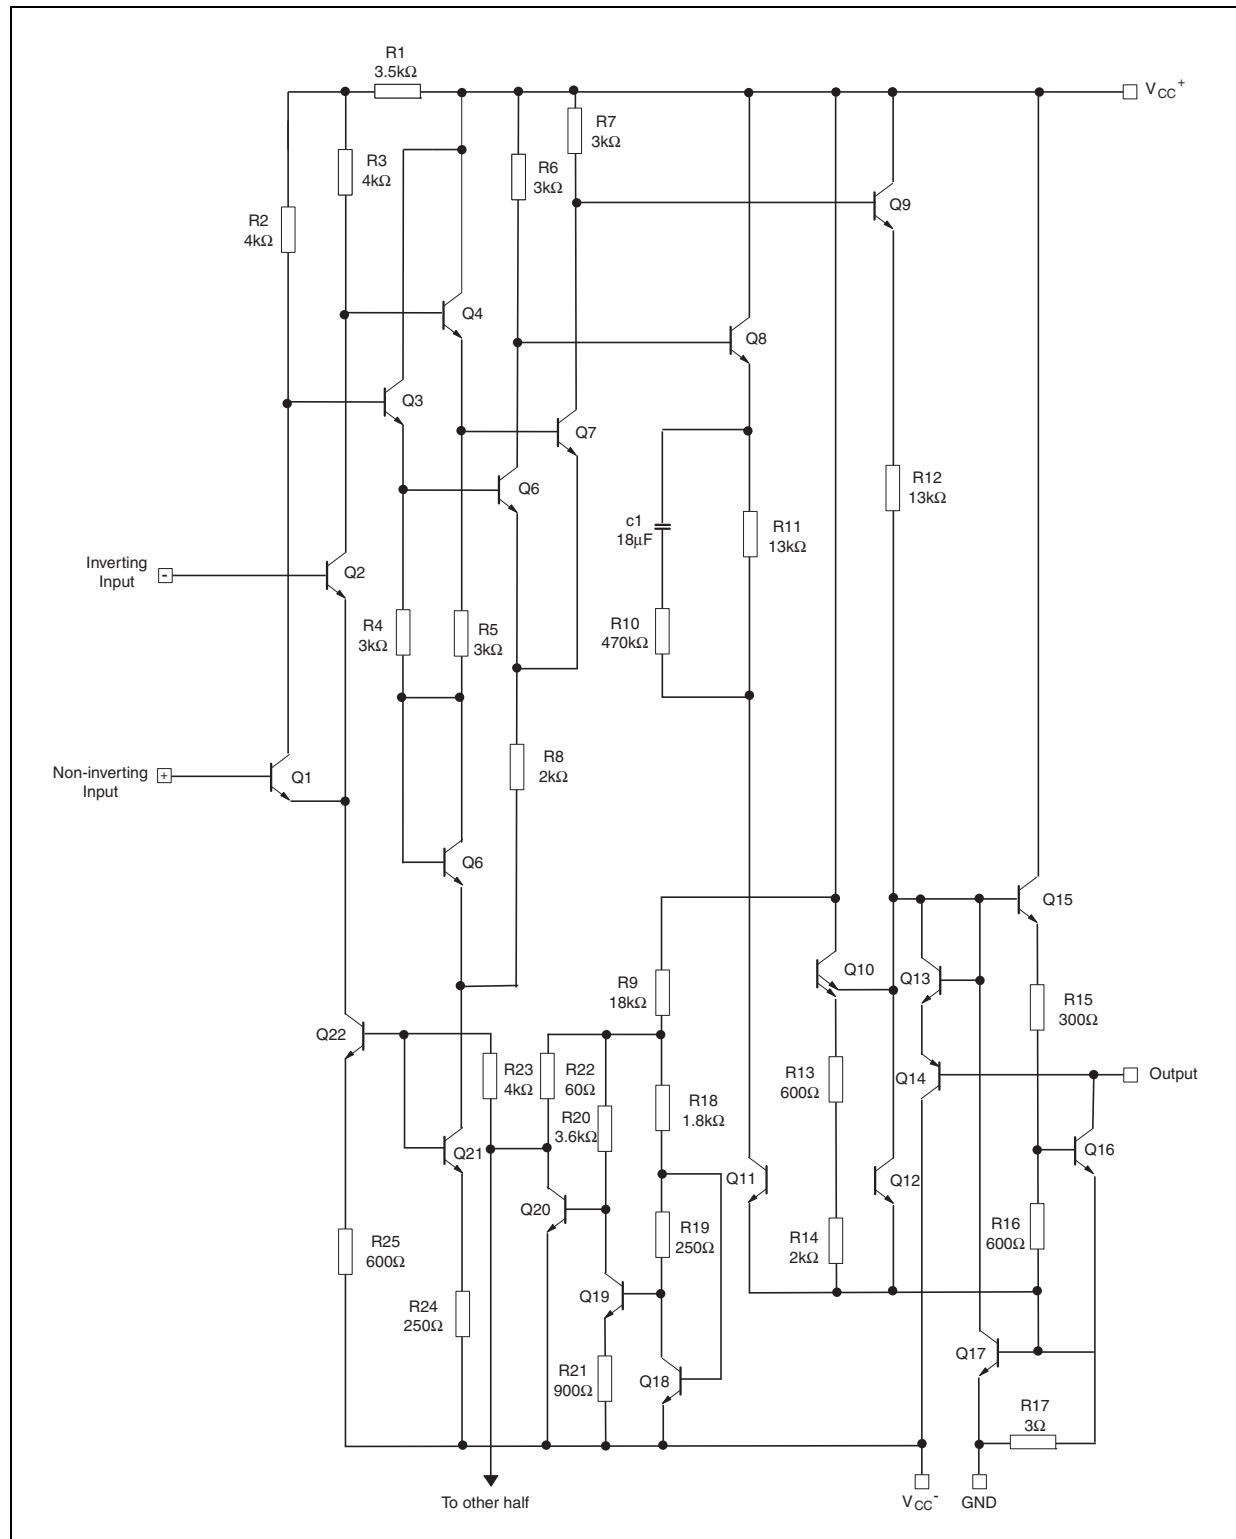 R1
3.5kΩ
VCC+
R7
3kΩ
R3
4kΩ
R6
3kΩ
R2
4kΩ
Q9
Q4
Q8
Q3
Q7
R12
13kΩ
Q6
c1
18μF
R11
13kΩ
Inverting
Input
-
Q2
R4
3kΩ
R5
3kΩ
R10
470kΩ
R8
2kΩ
Non-inverting
Input
+
Q1
Q6
Q15
R9
18kΩ
Q10
Q13
R15
300Ω
Q22
R23
4kΩ
R22
60Ω
R13
600Ω
Q14
Output
R20
3.6kΩ
R18
1.8kΩ
Q21
Q16
Q11
Q12
Q20
R19
250Ω
R14
2kΩ
R16
600Ω
R25
600Ω
Q19
R24
250Ω
R21
900Ω
Q18
Q17
R17
3Ω
To other half
VCC-
GND